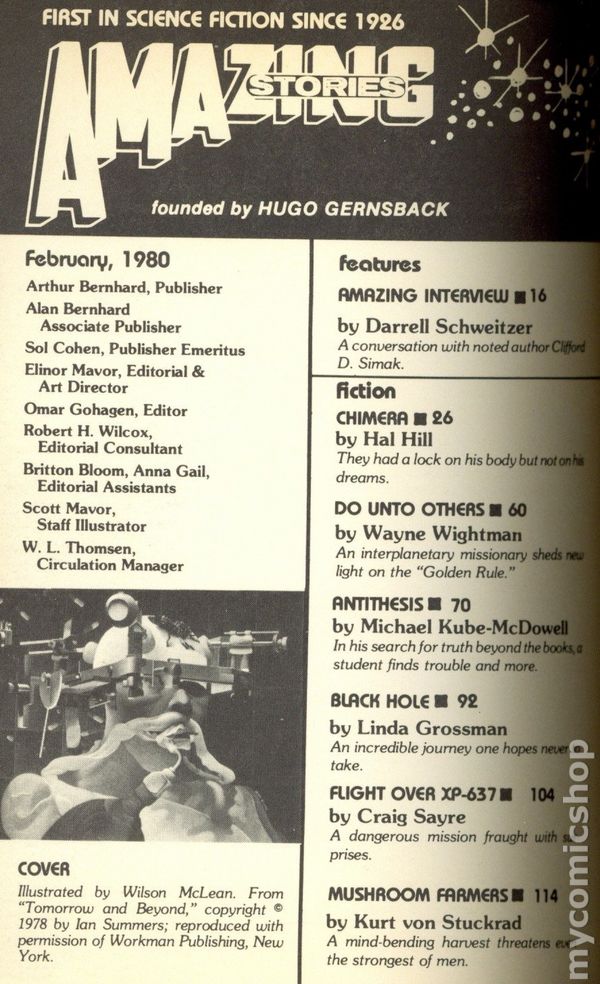 FIRST IN SCIENCE FICTION SINCE 1926
AMAZING
STORIES
founded by HUGO GERNSBACK
February, 1980
Arthur Bernhard, Publisher
Alan Bernhard
Associate Publisher
Sol Cohen, Publisher Emeritus
Elinor Mavor, Editorial &
Art Director
Omar Gohagen, Editor
Robert H. Wilcox,
Editorial Consultant
Britton Bloom, Anna Gail,
Editorial Assistants
Scott Mavor,
Staff Illustrator
W. L. Thomsen,
Circulation Manager
COVER
Illustrated by Wilson McLean. From
"Tomorrow and Beyond," copyright ©
1978 by Ian Summers; reproduced with
permission of Workman Publishing, New
York.
features
AMAZING INTERVIEW ■ 16
by Darrell Schweitzer
A conversation with noted author Clifford
D. Simak.
fiction
CHIMERA ■ 26
by Hal Hill
They had a lock on his body but not on his
dreams.
DO UNTO OTHERS ■ 60
by Wayne Wightman
An interplanetary missionary sheds new
light on the "Golden Rule."
ANTITHESIS ■ 70
by Michael Kube-McDowell
In his search for truth beyond the books, a
student finds trouble and more.
BLACK HOLE ■ 92
by Linda Grossman
An incredible journey one hopes never
take.
FLIGHT OVER XP-637 ■ 104
by Craig Sayre
A dangerous mission fraught with
prises.
MUSHROOM FARMERS ■ 114
by Kurt von Stuckrad
A mind-bending harvest threatens
the strongest of men.
mycomicshop